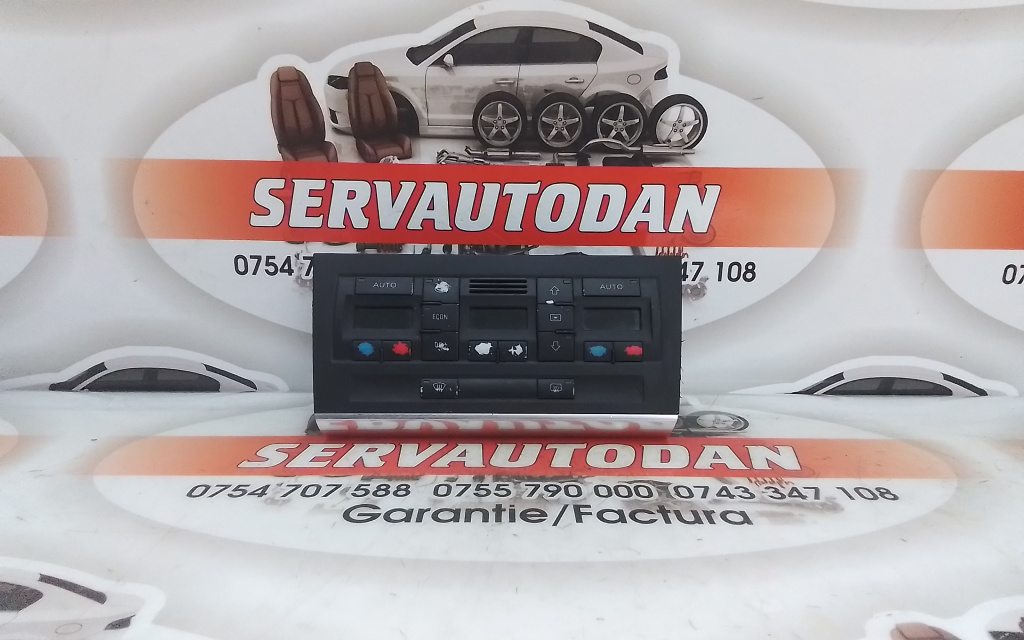 SERVAUTODAN
0754 7
47 108
07
AUTO
AUTO
ECON
SERVAUTODAN
0754 707 588 0755 790 000 0743 347 108
Garantie/Factura